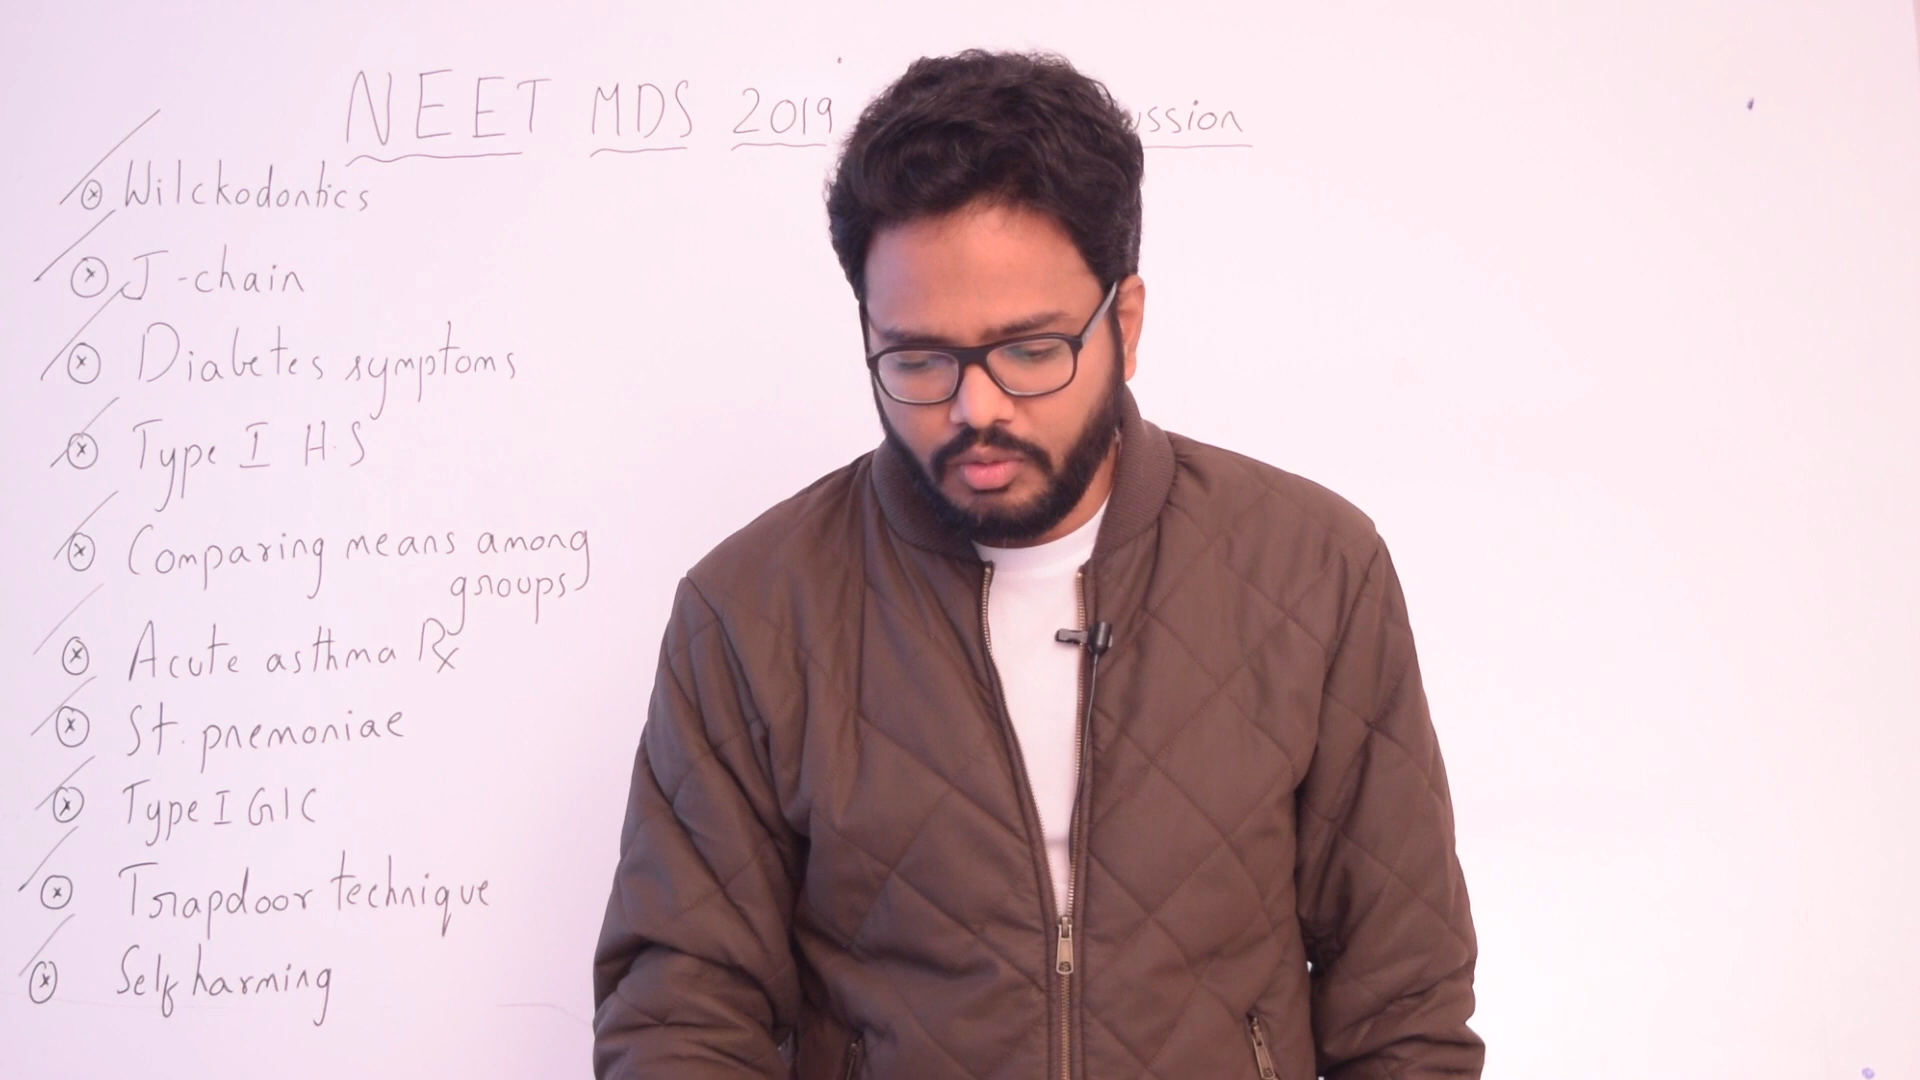 NEET MDS 2019 ussion
Wilckodontics
J-chain
Diabetes symptoms
Type I H.S
Comparing means among
groups
Acute asthma Rx
St. pnemoniae
Type I GIC
Trapdoor technique
Self harming